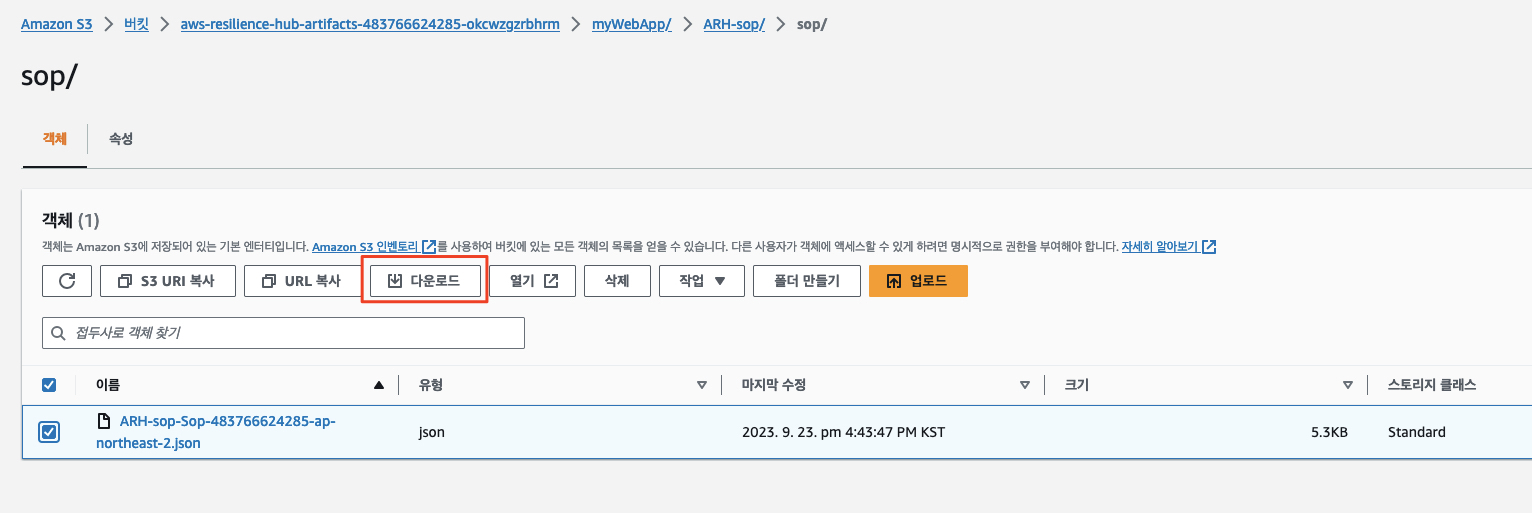 Amazon S3 > 버킷 > aws-resilience-hub-artifacts-483766624285-okcwzgzrbhrm > myWebApp/ > ARH-sop/ > sop/
sop/
객체 속성
객체 (1)
객체는 Amazon S3에 저장되어 있는 기본 엔터티입니다. Amazon S3 인벤토리를 사용하여 버킷에 있는 모든 객체의 목록을 얻을 수 있습니다. 다른 사용자가 객체에 액세스할 수 있게 하려면 명시적으로 권한을 부여해야 합니다. 자세히 알아보기
S3 URI 복사 URL 복사 다운로드 열기 삭제 작업 폴더 만들기 업로드
접두사로 객체 찾기
이름 유형 마지막 수정 크기 스토리지 클래스
ARH-sop-Sop-483766624285-ap-
northeast-2.json
json 2023. 9. 23. pm 4:43:47 PM KST 5.3KB Standard